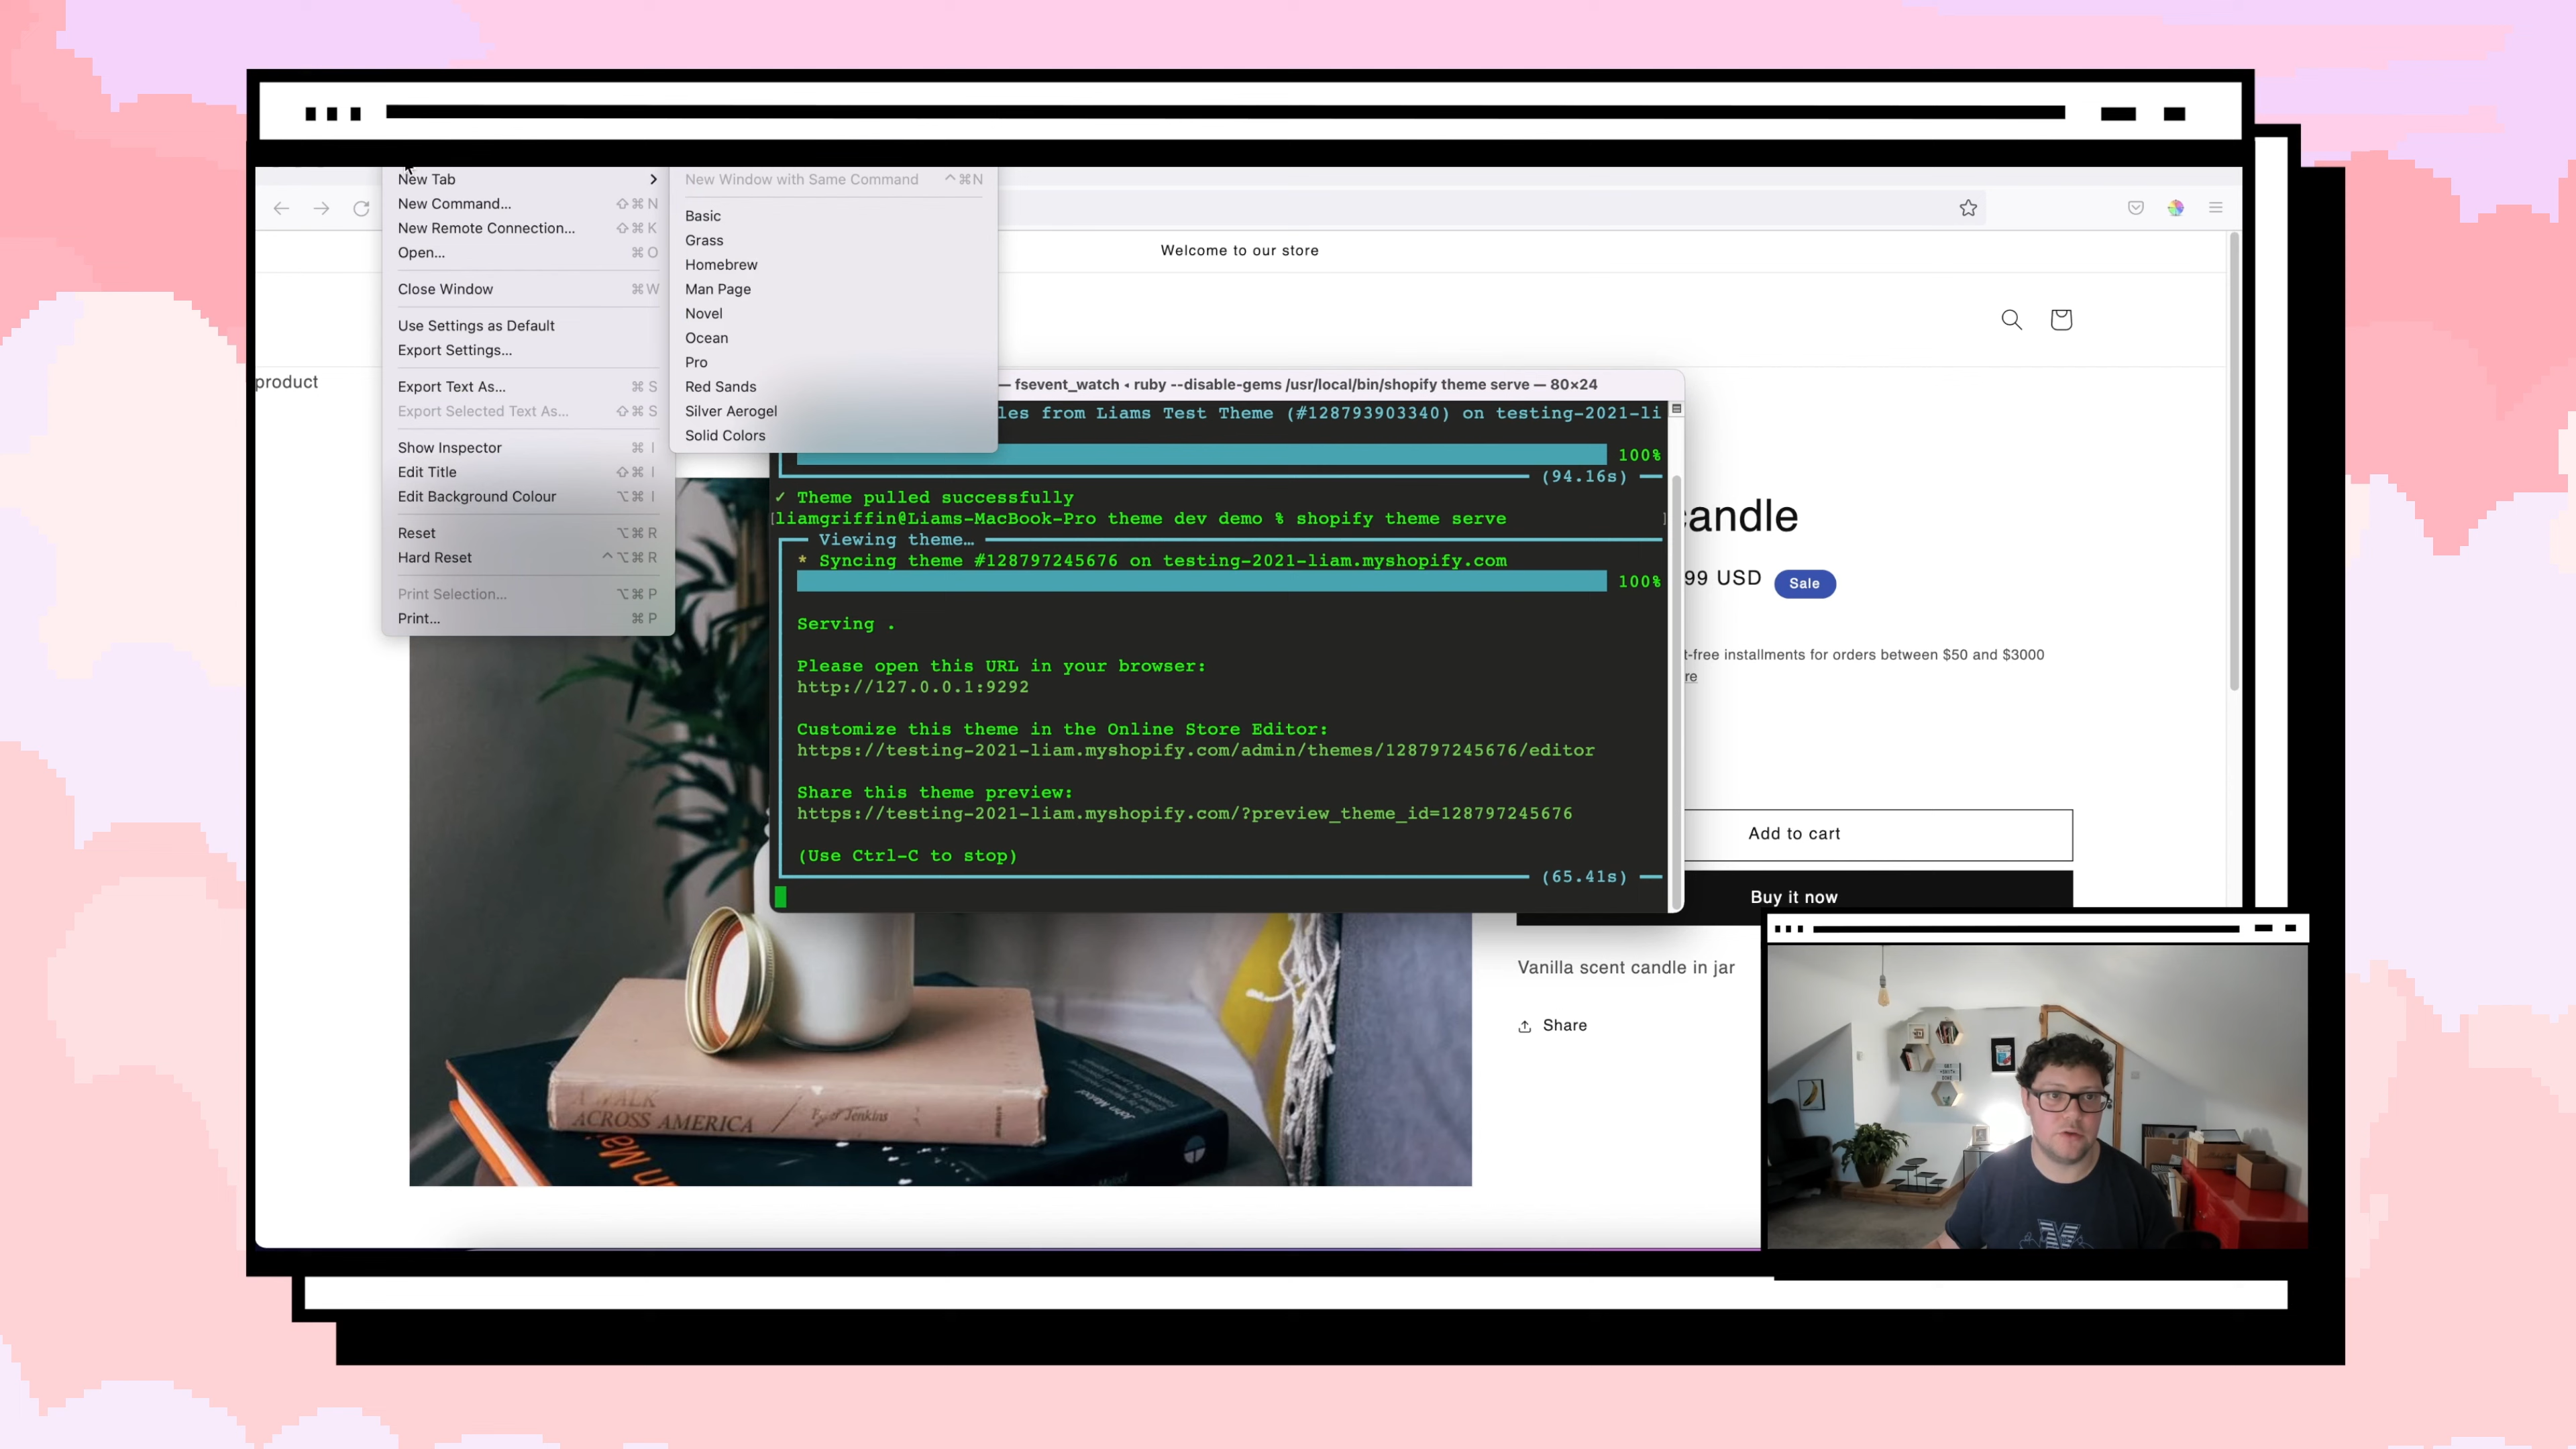 New Tab
New Command... ⇧⌘N
New Remote Connection... ⇧⌘K
Open... ⌘O
Close Window ⌘W
Use Settings as Default
Export Settings...
Export Text As... ⌘S
Export Selected Text As... ⇧⌘S
Show Inspector ⌘I
Edit Title ⇧⌘I
Edit Background Colour ⌥⌘I
Reset ⌥⌘R
Hard Reset ^⌥⌘R
Print Selection... ⌥⌘P
Print... ⌘P
New Window with Same Command ^⌘N
Basic
Grass
Homebrew
Man Page
Novel
Ocean
Pro
Red Sands
Silver Aerogel
Solid Colors
Welcome to our store
product
— fsevent_watch ◂ ruby --disable-gems /usr/local/bin/shopify theme serve — 80×24
les from Liams Test Theme (#128793903340) on testing-2021-li
100%
(94.16s)
✓ Theme pulled successfully
[liamgriffin@Liams-MacBook-Pro theme dev demo % shopify theme serve ]
Viewing theme…
* Syncing theme #128797245676 on testing-2021-liam.myshopify.com
100%
Serving .
Please open this URL in your browser:
http://127.0.0.1:9292
Customize this theme in the Online Store Editor:
https://testing-2021-liam.myshopify.com/admin/themes/128797245676/editor
Share this theme preview:
https://testing-2021-liam.myshopify.com/?preview_theme_id=128797245676
(Use Ctrl-C to stop)
(65.41s)
candle
99 USD Sale
t-free installments for orders between $50 and $3000
re
Add to cart
Buy it now
Vanilla scent candle in jar
Share
A WALK
ACROSS AMERICA
Jenkins